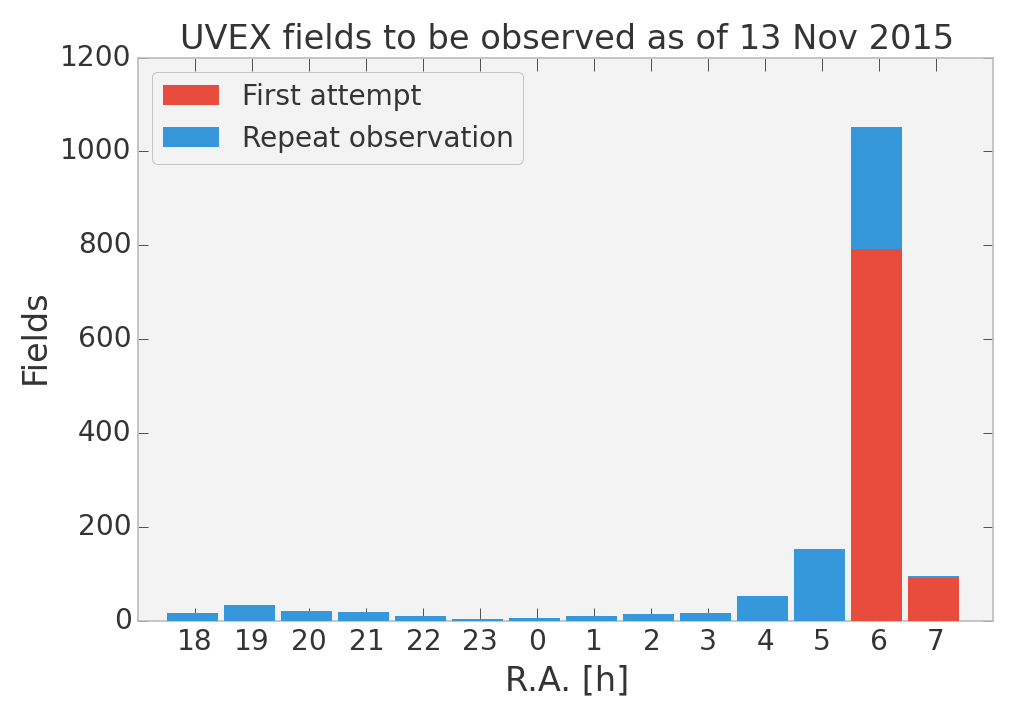 UVEX fields to be observed as of 13 Nov 2015
1200
1000
800
600
400
200
0
Fields
First attempt
Repeat observation
18 19 20 21 22 23 0 1 2 3 4 5 6 7
R.A. [h]